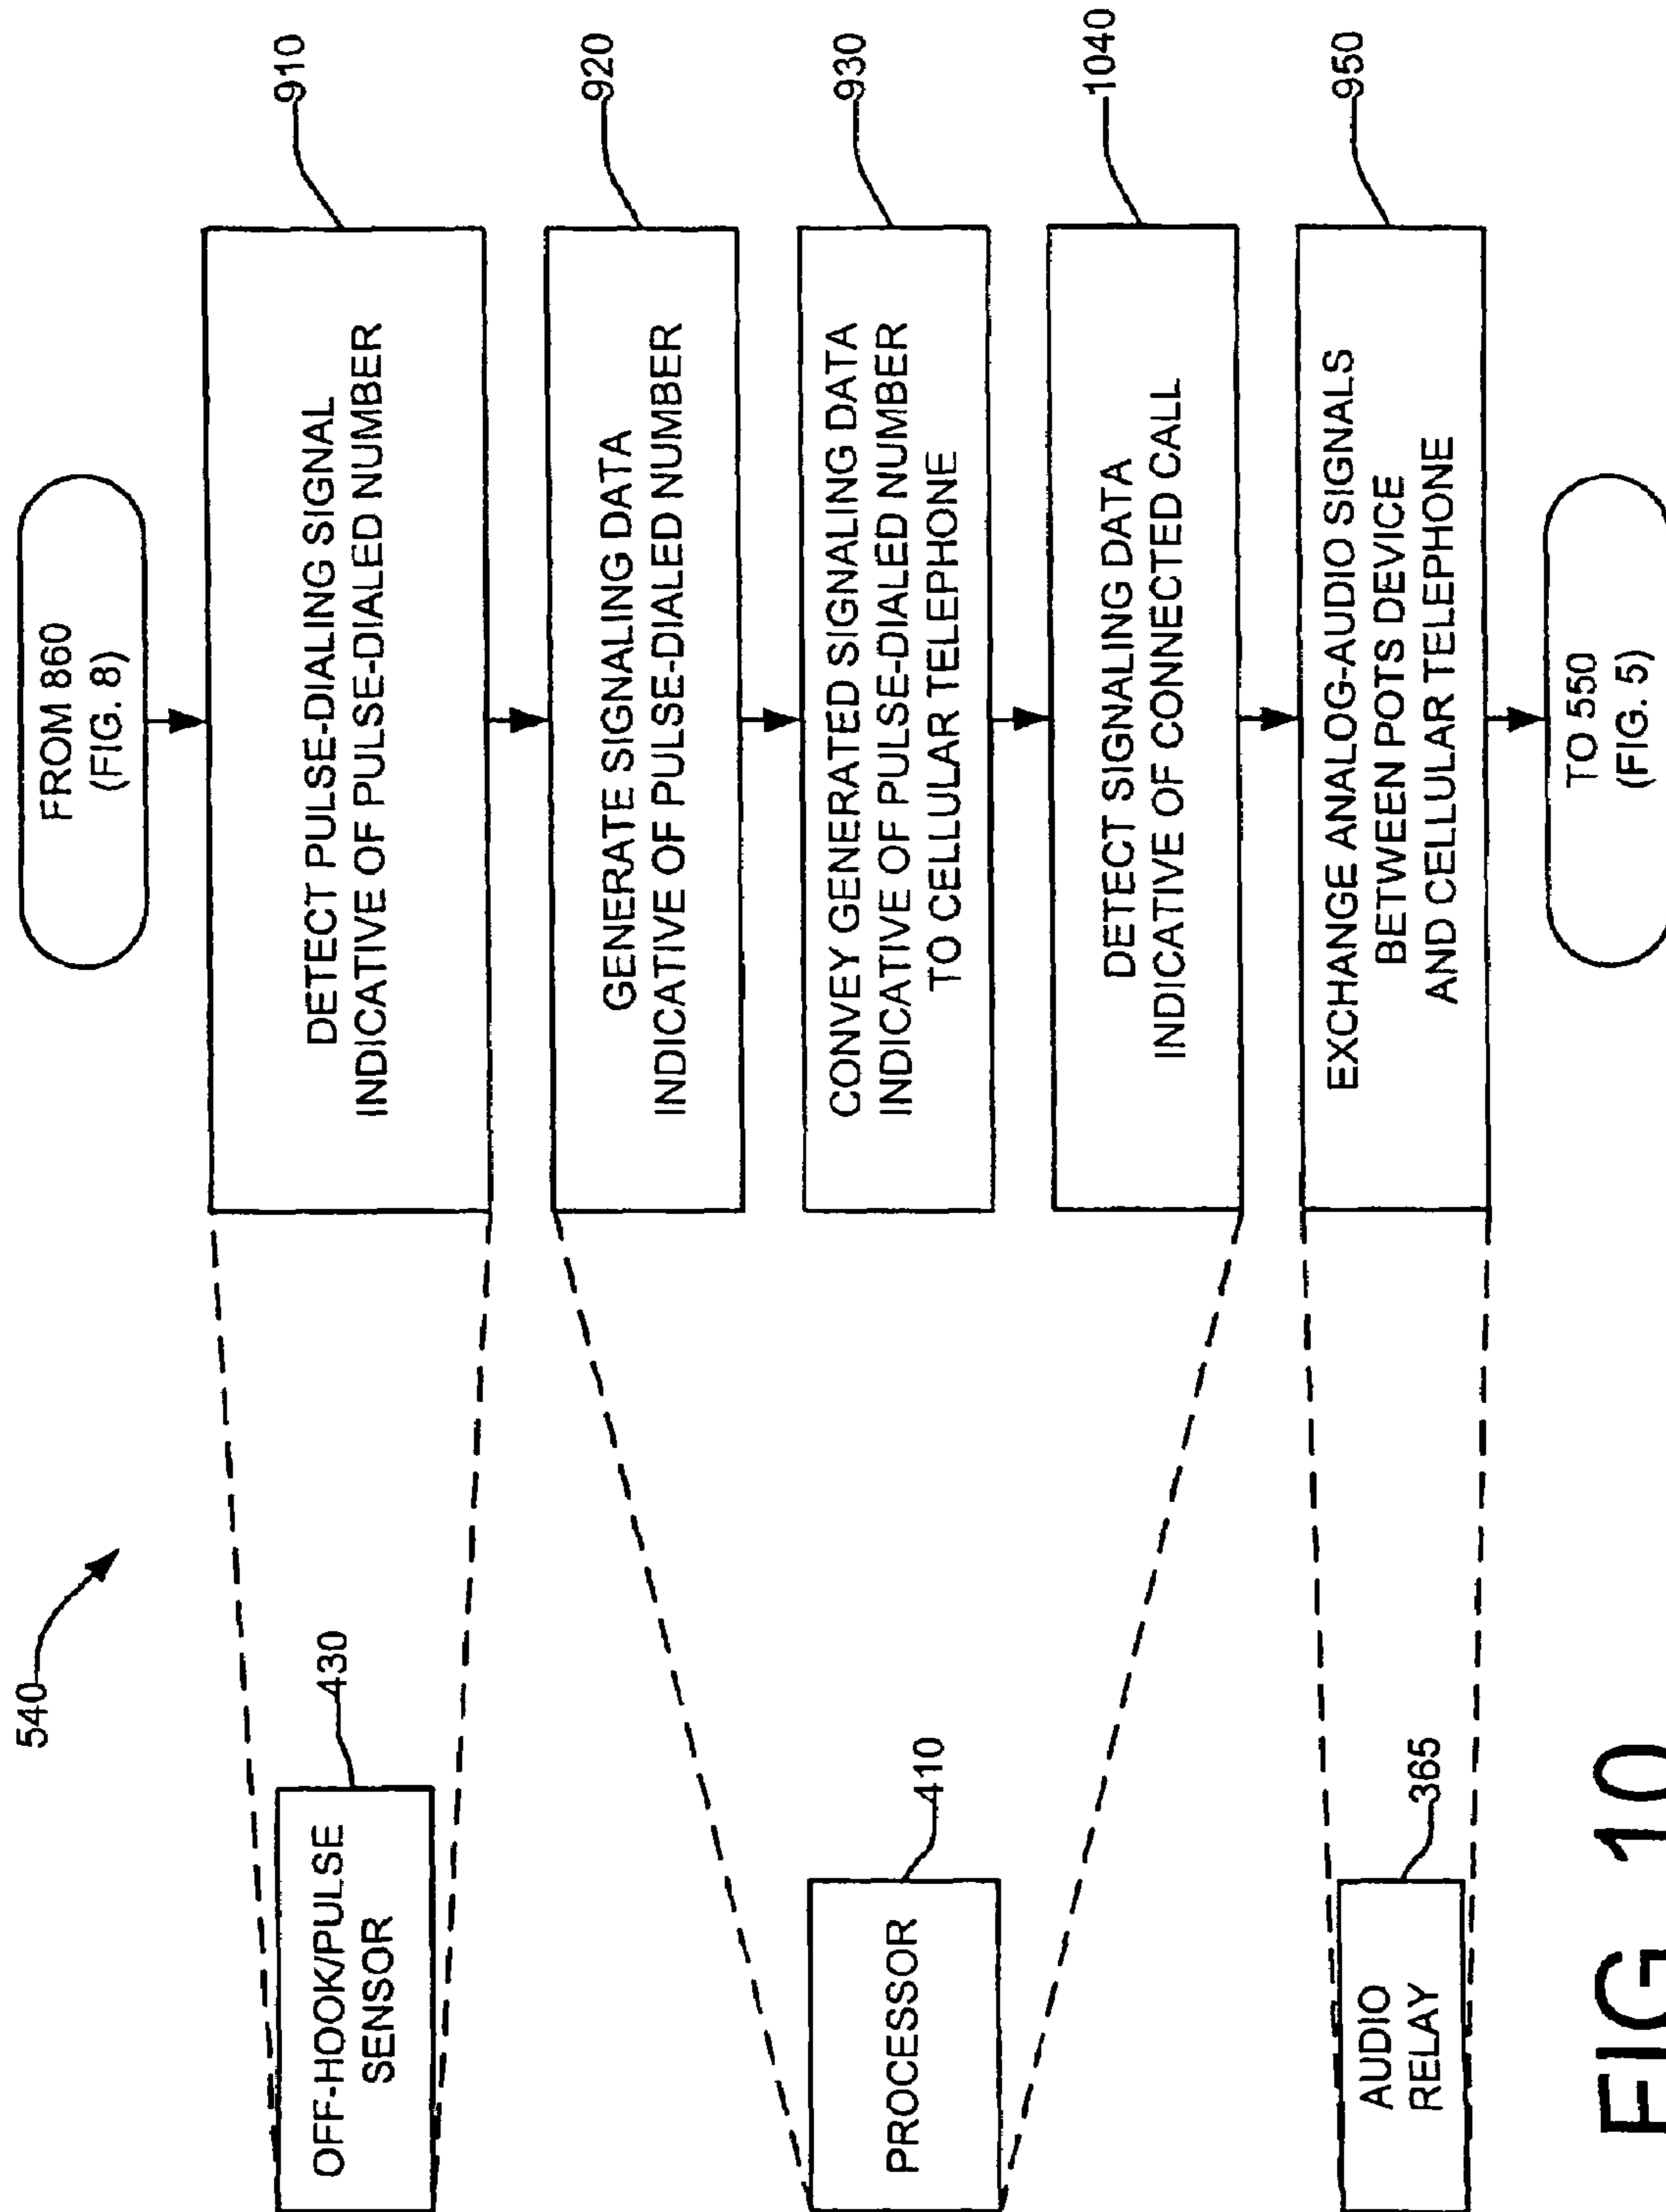 540
FROM 860
(FIG. 8)
OFF-HOOK/PULSE
SENSOR
430
DETECT PULSE-DIALING SIGNAL
INDICATIVE OF PULSE-DIALED NUMBER
910
GENERATE SIGNALING DATA
INDICATIVE OF PULSE-DIALED NUMBER
920
PROCESSOR
410
CONVEY GENERATED SIGNALING DATA
INDICATIVE OF PULSE-DIALED NUMBER
TO CELLULAR TELEPHONE
930
DETECT SIGNALING DATA
INDICATIVE OF CONNECTED CALL
1040
AUDIO
RELAY
365
EXCHANGE ANALOG-AUDIO SIGNALS
BETWEEN POTS DEVICE
AND CELLULAR TELEPHONE
950
TO 550
(FIG. 5)
FIG. 10